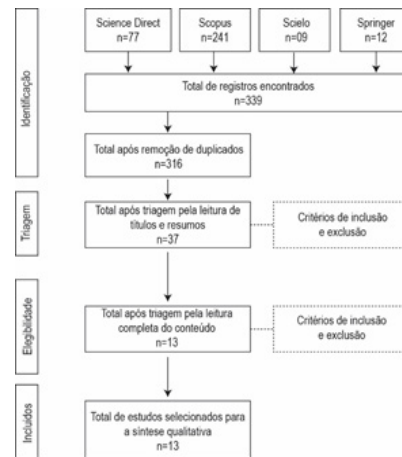 Science Direct
n=77
Scopus
n=241
Scielo
n=09
Springer
n=12
Identificação
Total de registros encontrados
n=339
Total após remoção de duplicados
n=316
Triagem
Total após triagem pela leitura de
títulos e resumos
n=37
Critérios de inclusão
e exclusão
Elegibilidade
Total após triagem pela leitura
completa do conteúdo
n=13
Critérios de inclusão
e exclusão
Incluídos
Total de estudos selecionados para
a síntese qualitativa
n=13